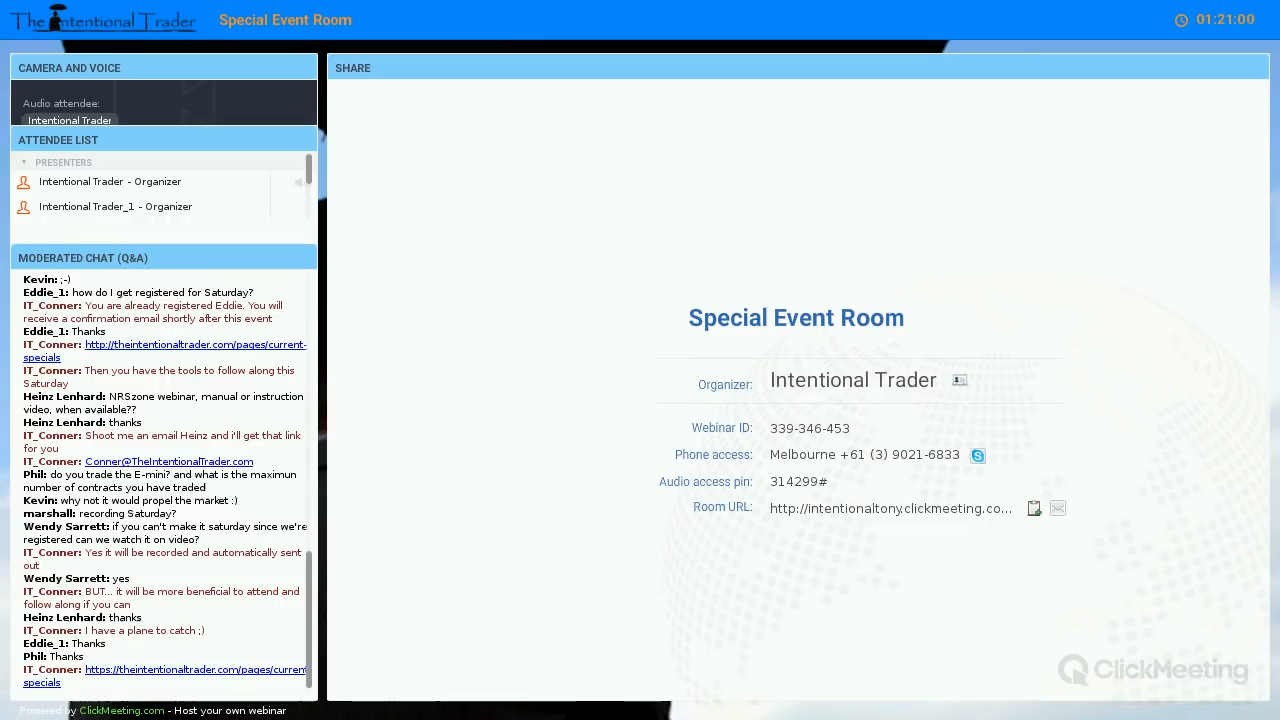 The Intentional Trader
Special Event Room
01:21:00
CAMERA AND VOICE
Audio attendee:
Intentional Trader
ATTENDEE LIST
PRESENTERS
Intentional Trader - Organizer
Intentional Trader_1 - Organizer
MODERATED CHAT (Q&A)
Kevin: ;-)
Eddie_1: how do I get registered for Saturday?
IT_Conner: You are already registered Eddie. You will
receive a confirmation email shortly after this event
Eddie_1: Thanks
IT_Conner: http://theintentionaltrader.com/pages/current-
specials
IT_Conner: Then you have the tools to follow along this
Saturday
Heinz Lenhard: NRSzone webinar, manual or instruction
video, when available??
Heinz Lenhard: thanks
IT_Conner: Shoot me an email Heinz and i'll get that link
for you
IT_Conner: Conner@TheIntentionalTrader.com
Phil: do you trade the E-mini? and what is the maximun
number of contracts you have traded
Kevin: why not it would propel the market :)
marshall: recording Saturday?
Wendy Sarrett: if you can't make it saturday since we're
registered can we watch it on video?
IT_Conner: Yes it will be recorded and automatically sent
out
Wendy Sarrett: yes
IT_Conner: BUT... it will be more beneficial to attend and
follow along if you can
Heinz Lenhard: thanks
IT_Conner: I have a plane to catch ;)
Eddie_1: Thanks
Phil: Thanks
IT_Conner: https://theintentionaltrader.com/pages/current
specials
Powered by ClickMeeting.com - Host your own webinar
SHARE
Special Event Room
Organizer: Intentional Trader
Webinar ID: 339-346-453
Phone access: Melbourne +61 (3) 9021-6833
Audio access pin: 314299#
Room URL: http://intentionaltony.clickmeeting.co...
ClickMeeting